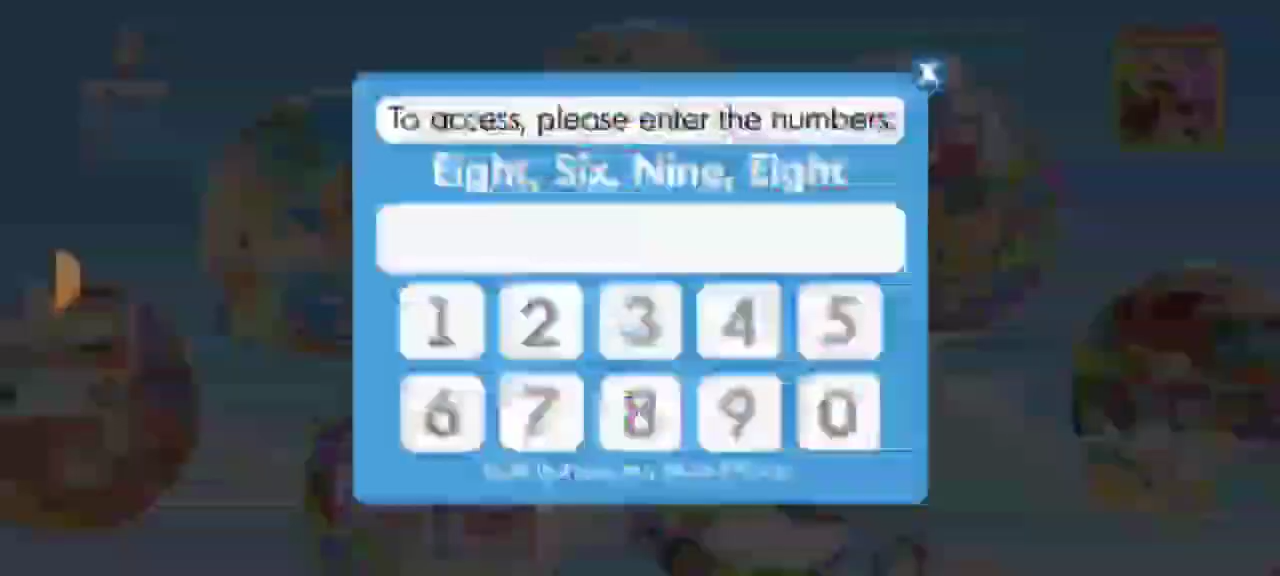 To access, please enter the numbers:
Eight, Six, Nine, Eight
1 2 3 4 5
6 7 8 9 0